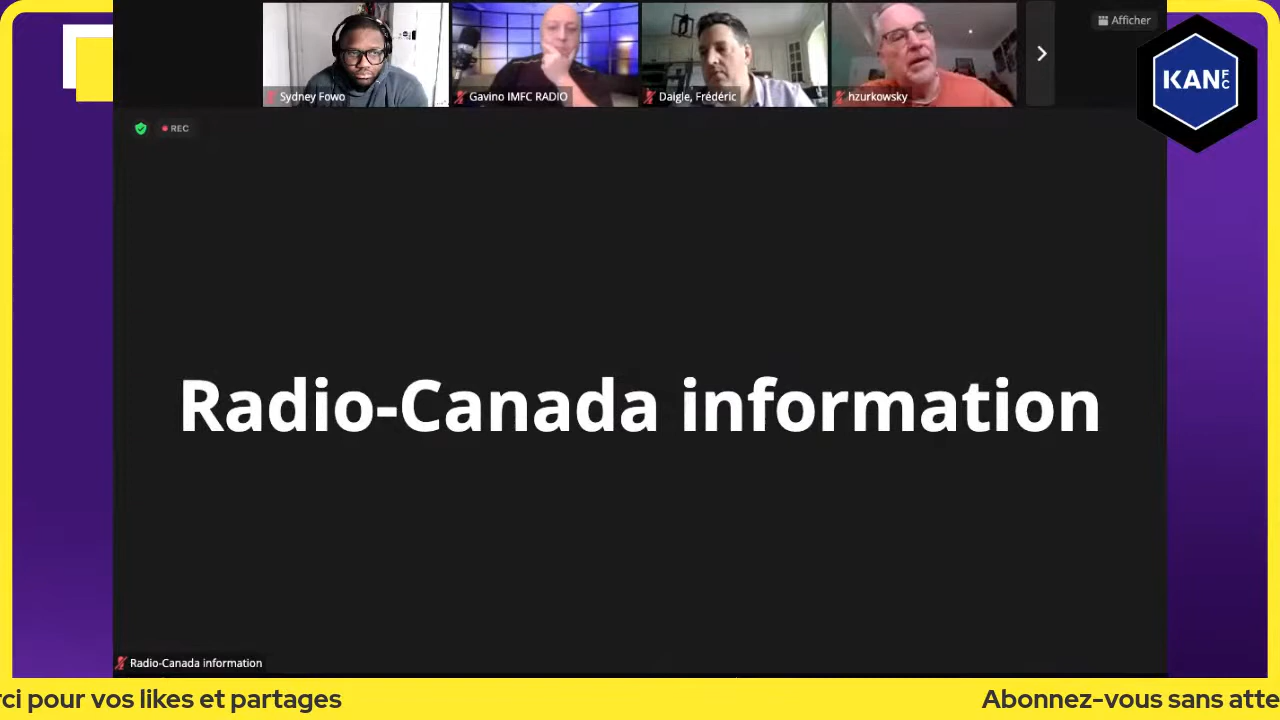 Afficher
Sydney Fowo
Gavino IMFC RADIO
Daigle, Frédéric
hzurkowsky
KAN FC
REC
Radio-Canada information
Radio-Canada information
rci pour vos likes et partages
Abonnez-vous sans atte